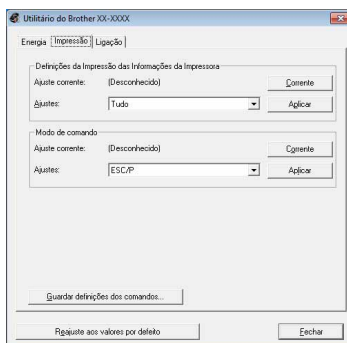 Utilitário do Brother XX-XXXX
Energia Impressão Ligação
Definições da Impressão das Informações da Impressora
Ajuste corrente: (Desconhecido) Corrente
Ajustes: Tudo Aplicar
Modo de comando
Ajuste corrente: (Desconhecido) Corrente
Ajustes: ESC/P Aplicar
Guardar definições dos comandos...
Reajuste aos valores por defeito Fechar